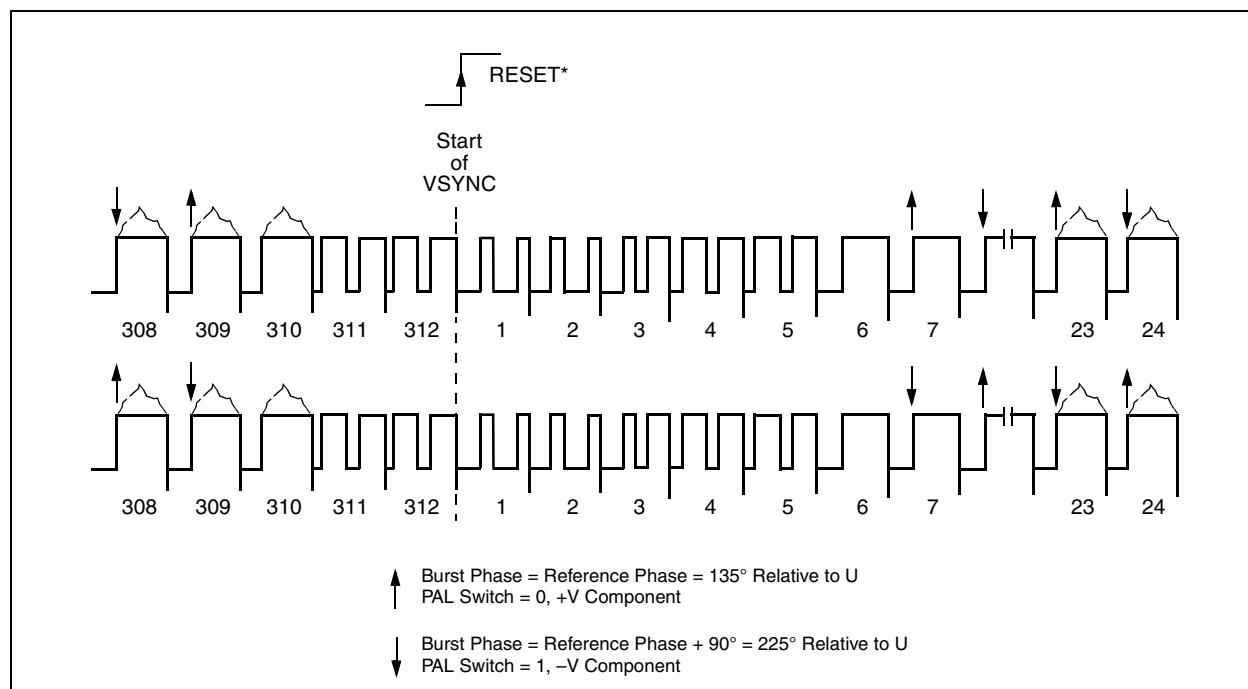 RESET*
Start
of
VSYNC
308 309 310 311 312 1 2 3 4 5 6 7 23 24
308 309 310 311 312 1 2 3 4 5 6 7 23 24
Burst Phase = Reference Phase = 135° Relative to U
PAL Switch = 0, +V Component
Burst Phase = Reference Phase + 90° = 225° Relative to U
PAL Switch = 1, –V Component